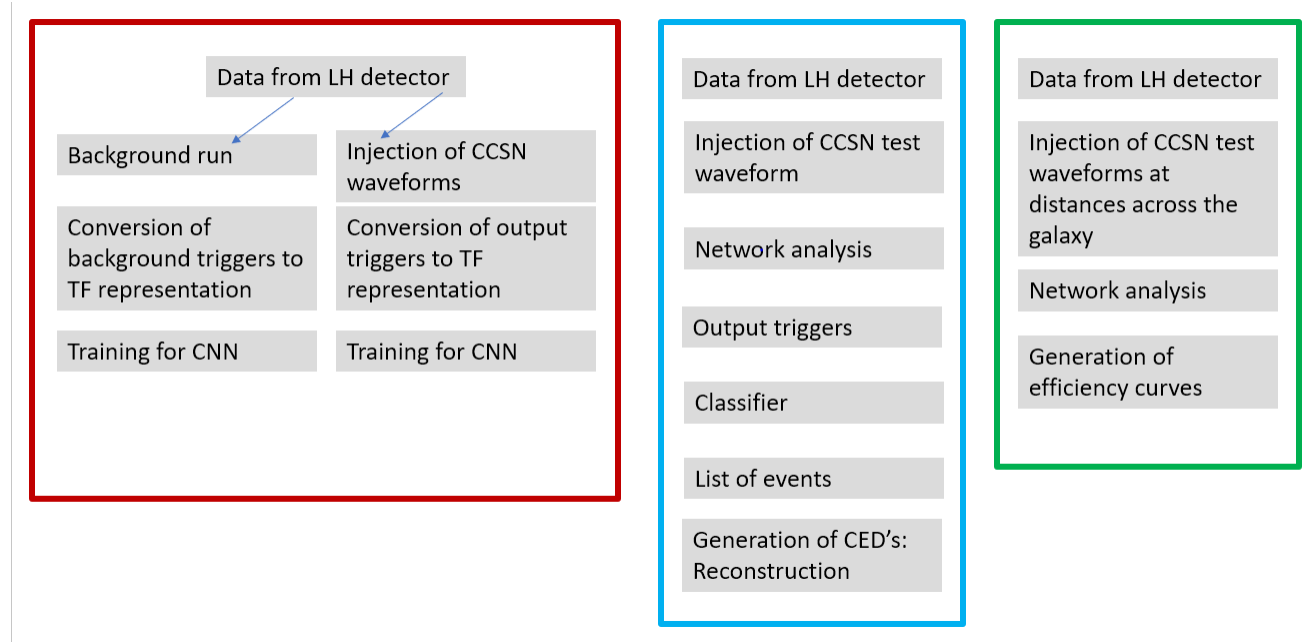 Data from LH detector
Background run
Conversion of
background triggers to
TF representation
Training for CNN
Injection of CCSN
waveforms
Conversion of output
triggers to TF
representation
Training for CNN
Data from LH detector
Injection of CCSN test
waveform
Network analysis
Output triggers
Classifier
List of events
Generation of CED’s:
Reconstruction
Data from LH detector
Injection of CCSN test
waveforms at
distances across the
galaxy
Network analysis
Generation of
efficiency curves